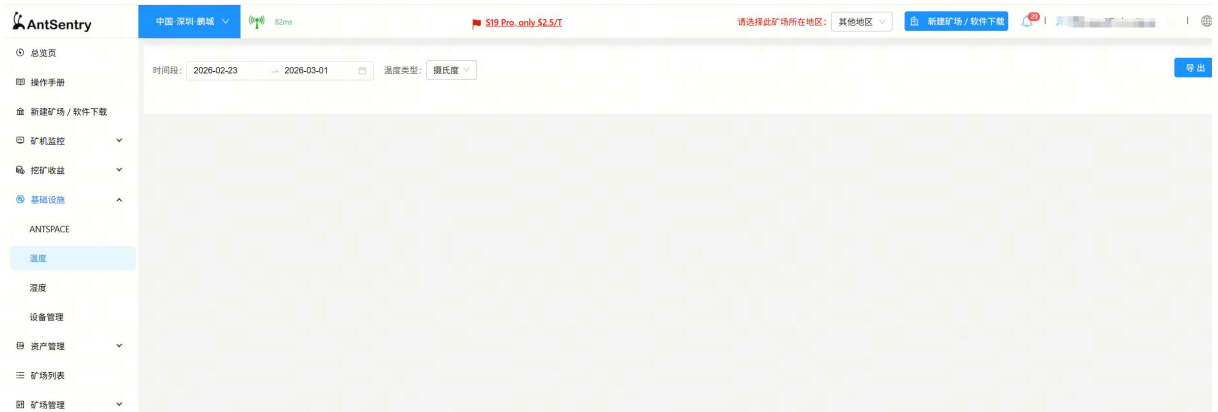 AntSentry
中国-深圳-鹏城
82ms
S19 Pro, only $2.5/T
请选择此矿场所在地区： 其他地区
新建矿场 / 软件下载
29
总览页
操作手册
新建矿场 / 软件下载
矿机监控
挖矿收益
基础设施
ANTSPACE
温度
湿度
设备管理
资产管理
矿场列表
矿场管理
时间段： 2026-02-23 → 2026-03-01
温度类型： 摄氏度
导出